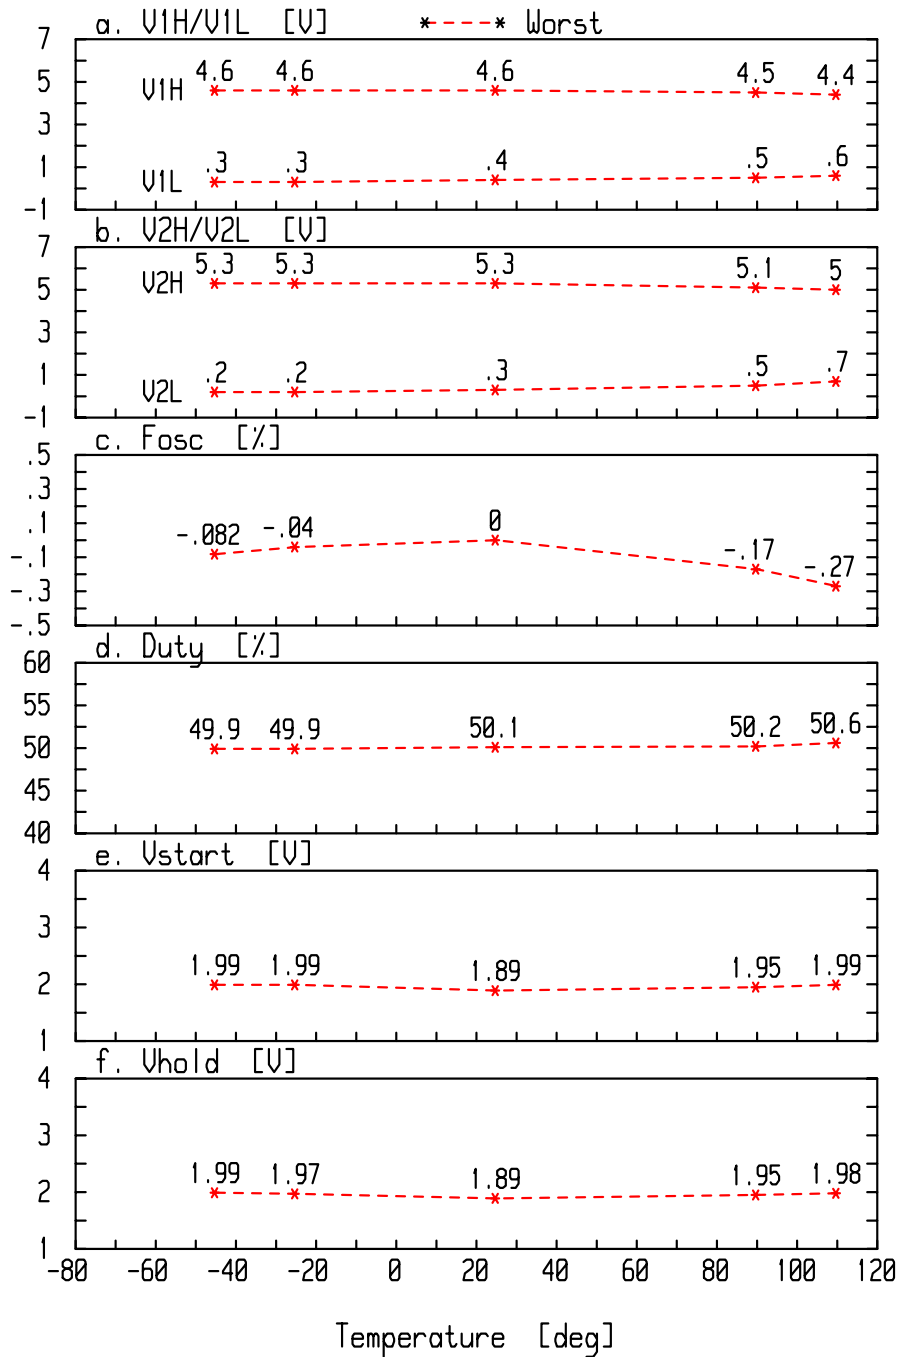 a. V1H/V1L [V] Worst
7
5
3
1
-1
V1H 4.6 4.6 4.6 4.5 4.4
V1L .3 .3 .4 .5 .6
b. V2H/V2L [V]
7
5
3
1
-1
V2H 5.3 5.3 5.3 5.1 5
V2L .2 .2 .3 .5 .7
c. Fosc [%]
.5
.3
.1
-.1
-.3
-.5
-.082 -.04 0 -.17 -.27
d. Duty [%]
60
55
50
45
40
49.9 49.9 50.1 50.2 50.6
e. Vstart [V]
4
3
2
1
1.99 1.99 1.89 1.95 1.99
f. Vhold [V]
4
3
2
1
1.99 1.97 1.89 1.95 1.98
-80 -60 -40 -20 0 20 40 60 80 100 120
Temperature [deg]